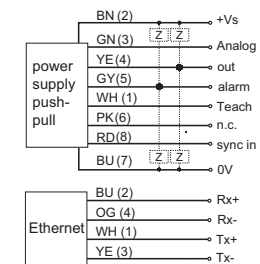 BN (2) +Vs
Z Z
GN(3) Analog
YE(4) out
GY(5) alarm
WH (1) Teach
PK(6) n.c.
RD(8) sync in
Z Z
BU(7) 0V
power
supply
push-
pull
BU (2) Rx+
OG (4) Rx-
WH (1) Tx+
YE (3) Tx-
Ethernet